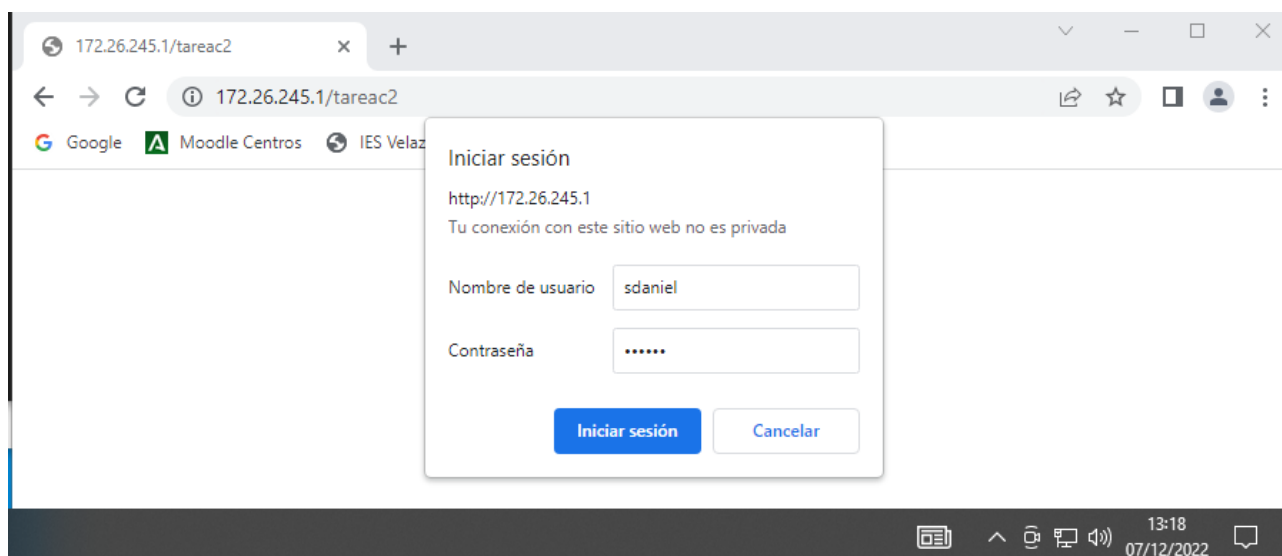 172.26.245.1/tareac2
172.26.245.1/tareac2
Google Moodle Centros IES Velaz
Iniciar sesión
http://172.26.245.1
Tu conexión con este sitio web no es privada
Nombre de usuario sdaniel
Contraseña ••••••
Iniciar sesión Cancelar
13:18
07/12/2022